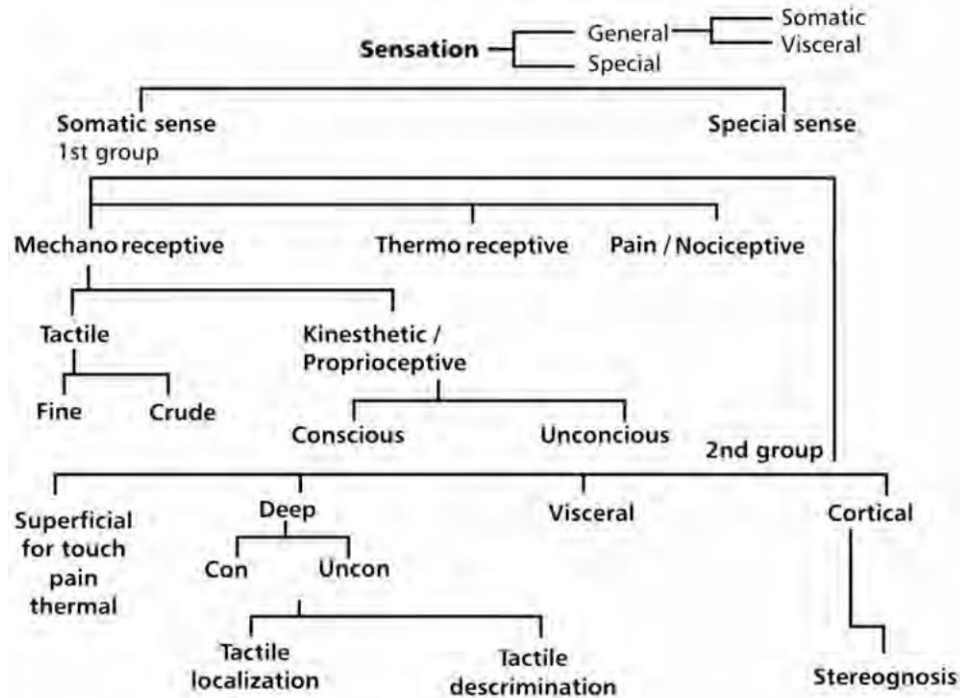 Sensation
General
Special
Somatic
Visceral
Somatic sense
1st group
Special sense
Mechano receptive
Thermo receptive
Pain / Nociceptive
Tactile
Kinesthetic /
Proprioceptive
Fine
Crude
Conscious
Unconcious
2nd group
Superficial
for touch
pain
thermal
Deep
Visceral
Cortical
Con
Uncon
Tactile
localization
Tactile
descrimination
Stereognosis